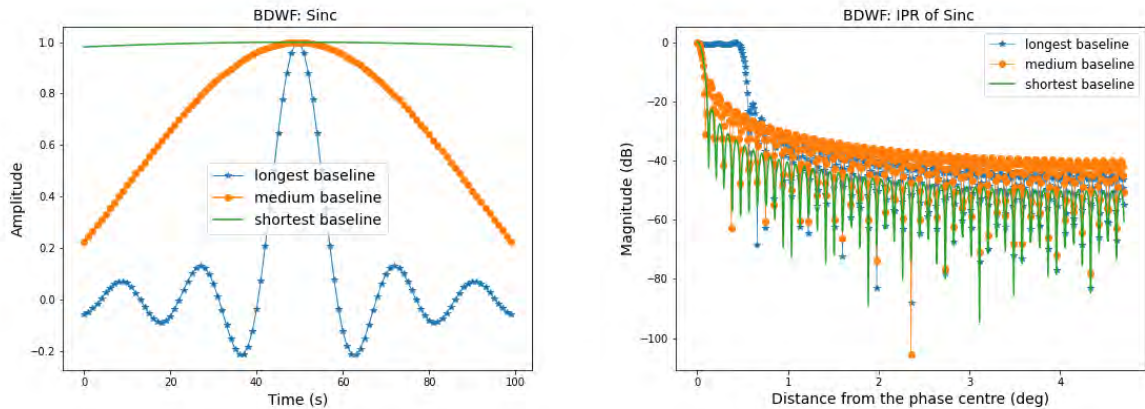 BDWF: Sinc
1.0
0.8
0.6
0.4
0.2
0.0
−0.2
Amplitude
longest baseline
medium baseline
shortest baseline
0
20
40
60
80
100
Time (s)
BDWF: IPR of Sinc
0
−20
−40
−60
−80
−100
Magnitude (dB)
longest baseline
medium baseline
shortest baseline
0
1
2
3
4
Distance from the phase centre (deg)